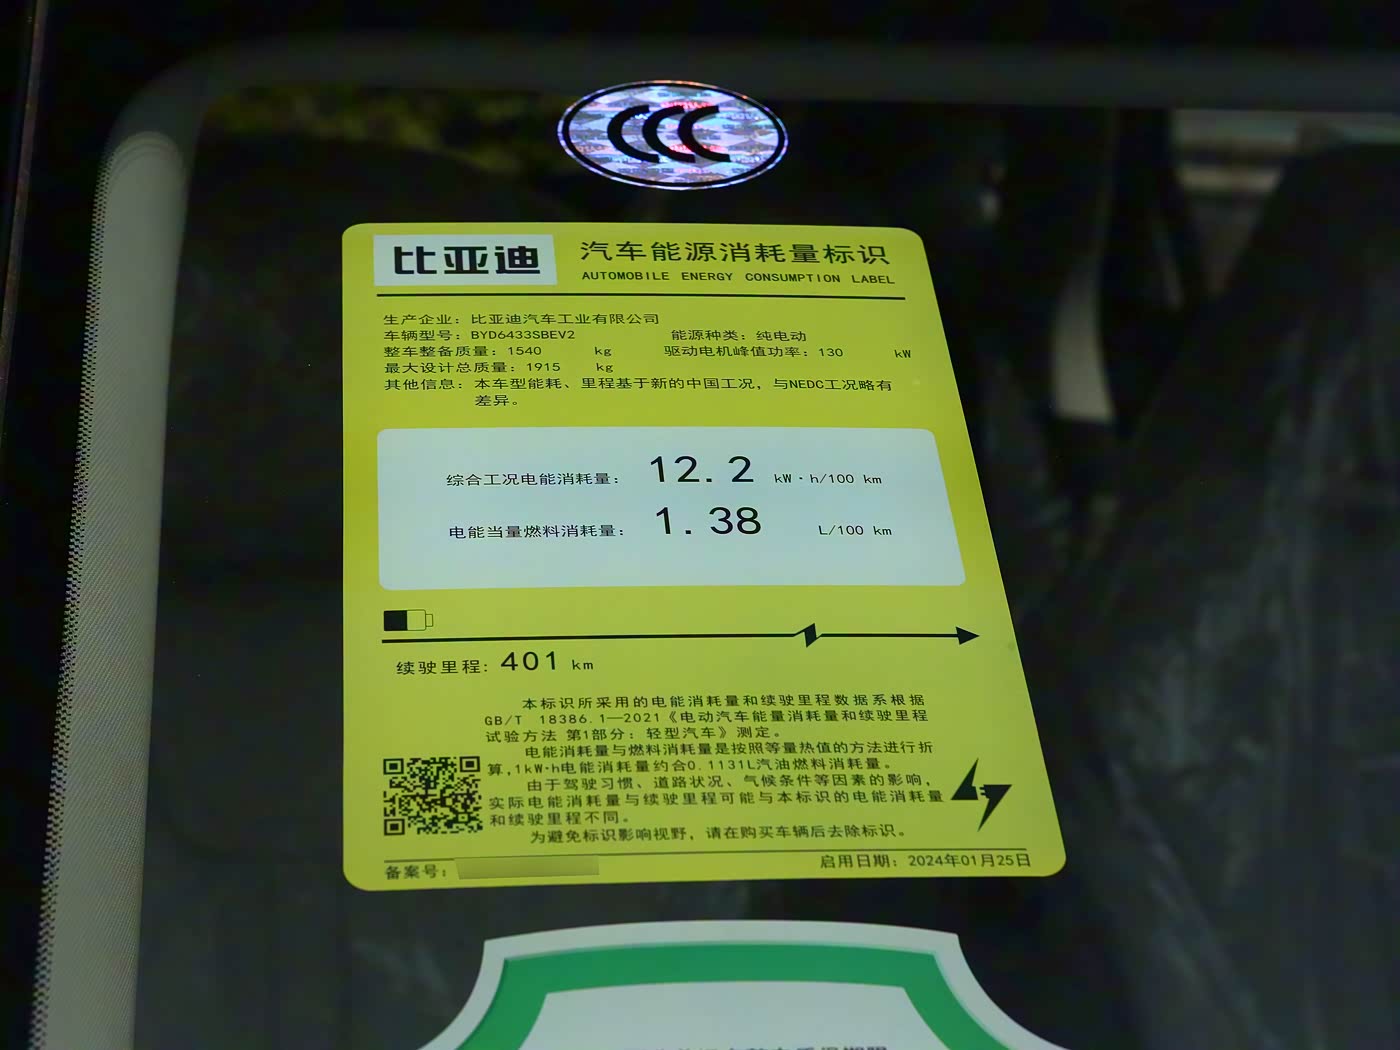 CCC
比亚迪
汽车能源消耗量标识
AUTOMOBILE ENERGY CONSUMPTION LABEL
生产企业：比亚迪汽车工业有限公司
车辆型号：BYD6433SBEV2 能源种类：纯电动
整车整备质量：1540 kg 驱动电机峰值功率：130 kW
最大设计总质量：1915 kg
其他信息：本车型能耗、里程基于新的中国工况，与NEDC工况略有
差异。
综合工况电能消耗量： 12.2 kW·h/100 km
电能当量燃料消耗量： 1.38 L/100 km
续驶里程：401 km
本标识所采用的电能消耗量和续驶里程数据系根据
GB/T 18386.1—2021《电动汽车能量消耗量和续驶里程
试验方法 第1部分：轻型汽车》测定。
电能消耗量与燃料消耗量是按照等量热值的方法进行折
算,1kW·h电能消耗量约合0.1131L汽油燃料消耗量。
由于驾驶习惯、道路状况、气候条件等因素的影响，
实际电能消耗量与续驶里程可能与本标识的电能消耗量
和续驶里程不同。
为避免标识影响视野，请在购买车辆后去除标识。
备案号：
启用日期：2024年01月25日